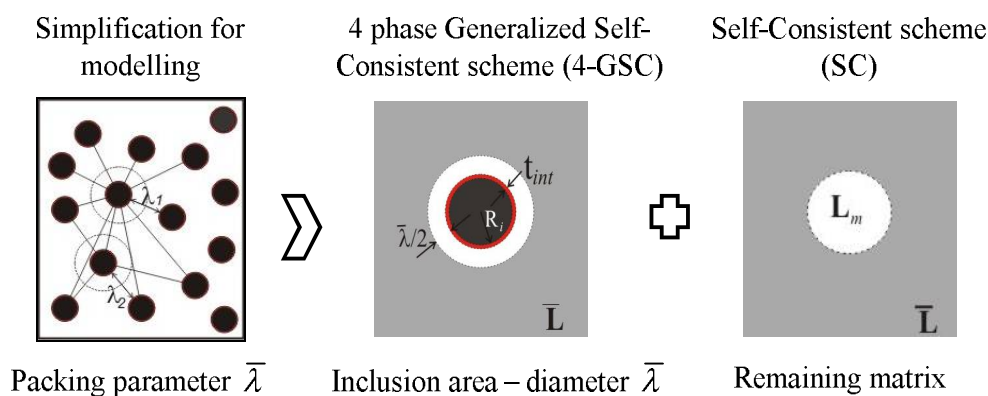 Simplification for
modelling
4 phase Generalized Self-
Consistent scheme (4-GSC)
Self-Consistent scheme
(SC)
λ1
λ2
t_int
R_i
λ̄/2
L̄
L_m
L̄
Packing parameter λ̄
Inclusion area – diameter λ̄
Remaining matrix